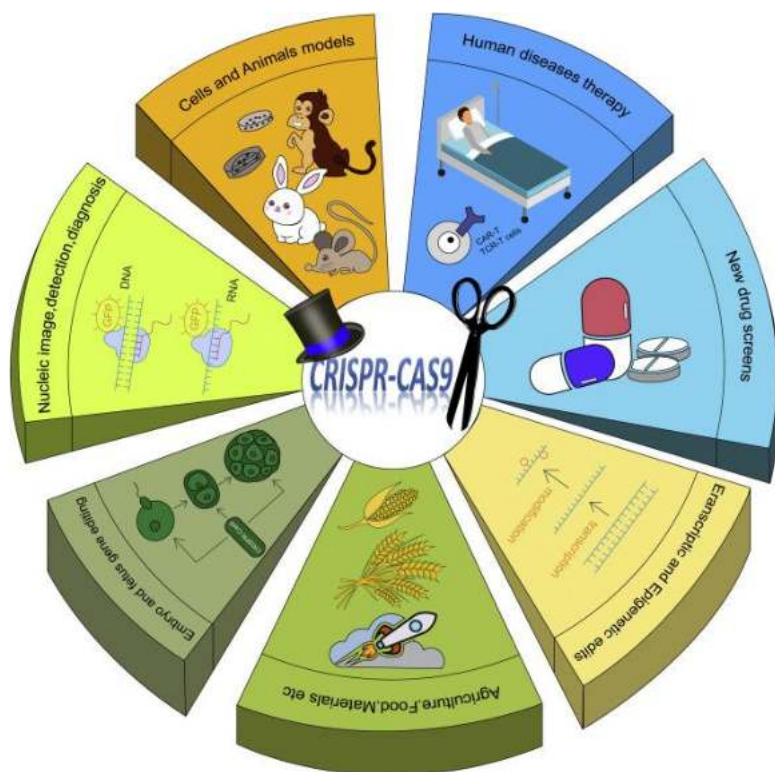 Cells and Animals models
Human diseases therapy
CAR-T
TCR-T cells
New drug screens
Eranscriptic and Epigenetic edits
modification
transcription
Agriculture,Food,Materials etc
Embryo and fetus gene editing
Nucleic image,detection,diagnosis
GFP
DNA
GFP
RNA
CRISPR-CAS9